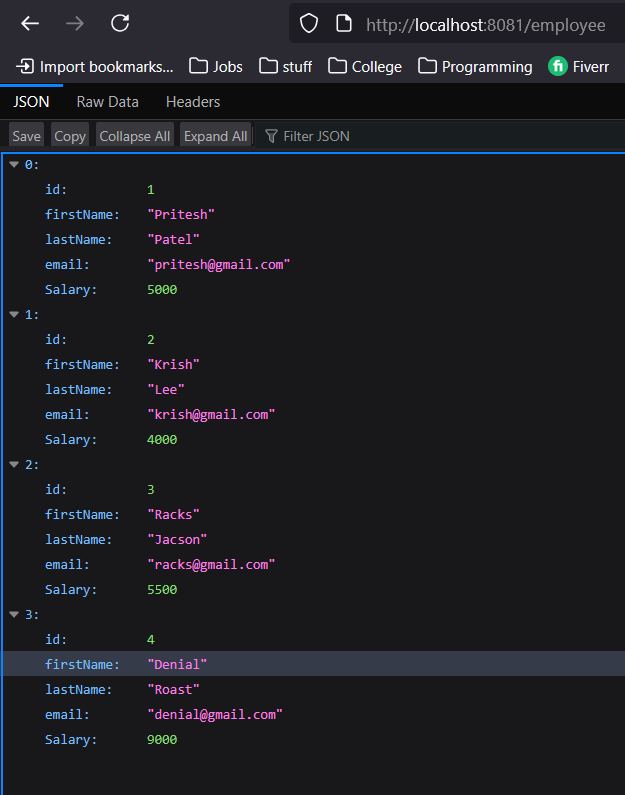 http://localhost:8081/employee
Import bookmarks... Jobs stuff College Programming fi Fiverr
JSON Raw Data Headers
Save Copy Collapse All Expand All Filter JSON
0:
id: 1
firstName: "Pritesh"
lastName: "Patel"
email: "pritesh@gmail.com"
Salary: 5000
1:
id: 2
firstName: "Krish"
lastName: "Lee"
email: "krish@gmail.com"
Salary: 4000
2:
id: 3
firstName: "Racks"
lastName: "Jacson"
email: "racks@gmail.com"
Salary: 5500
3:
id: 4
firstName: "Denial"
lastName: "Roast"
email: "denial@gmail.com"
Salary: 9000